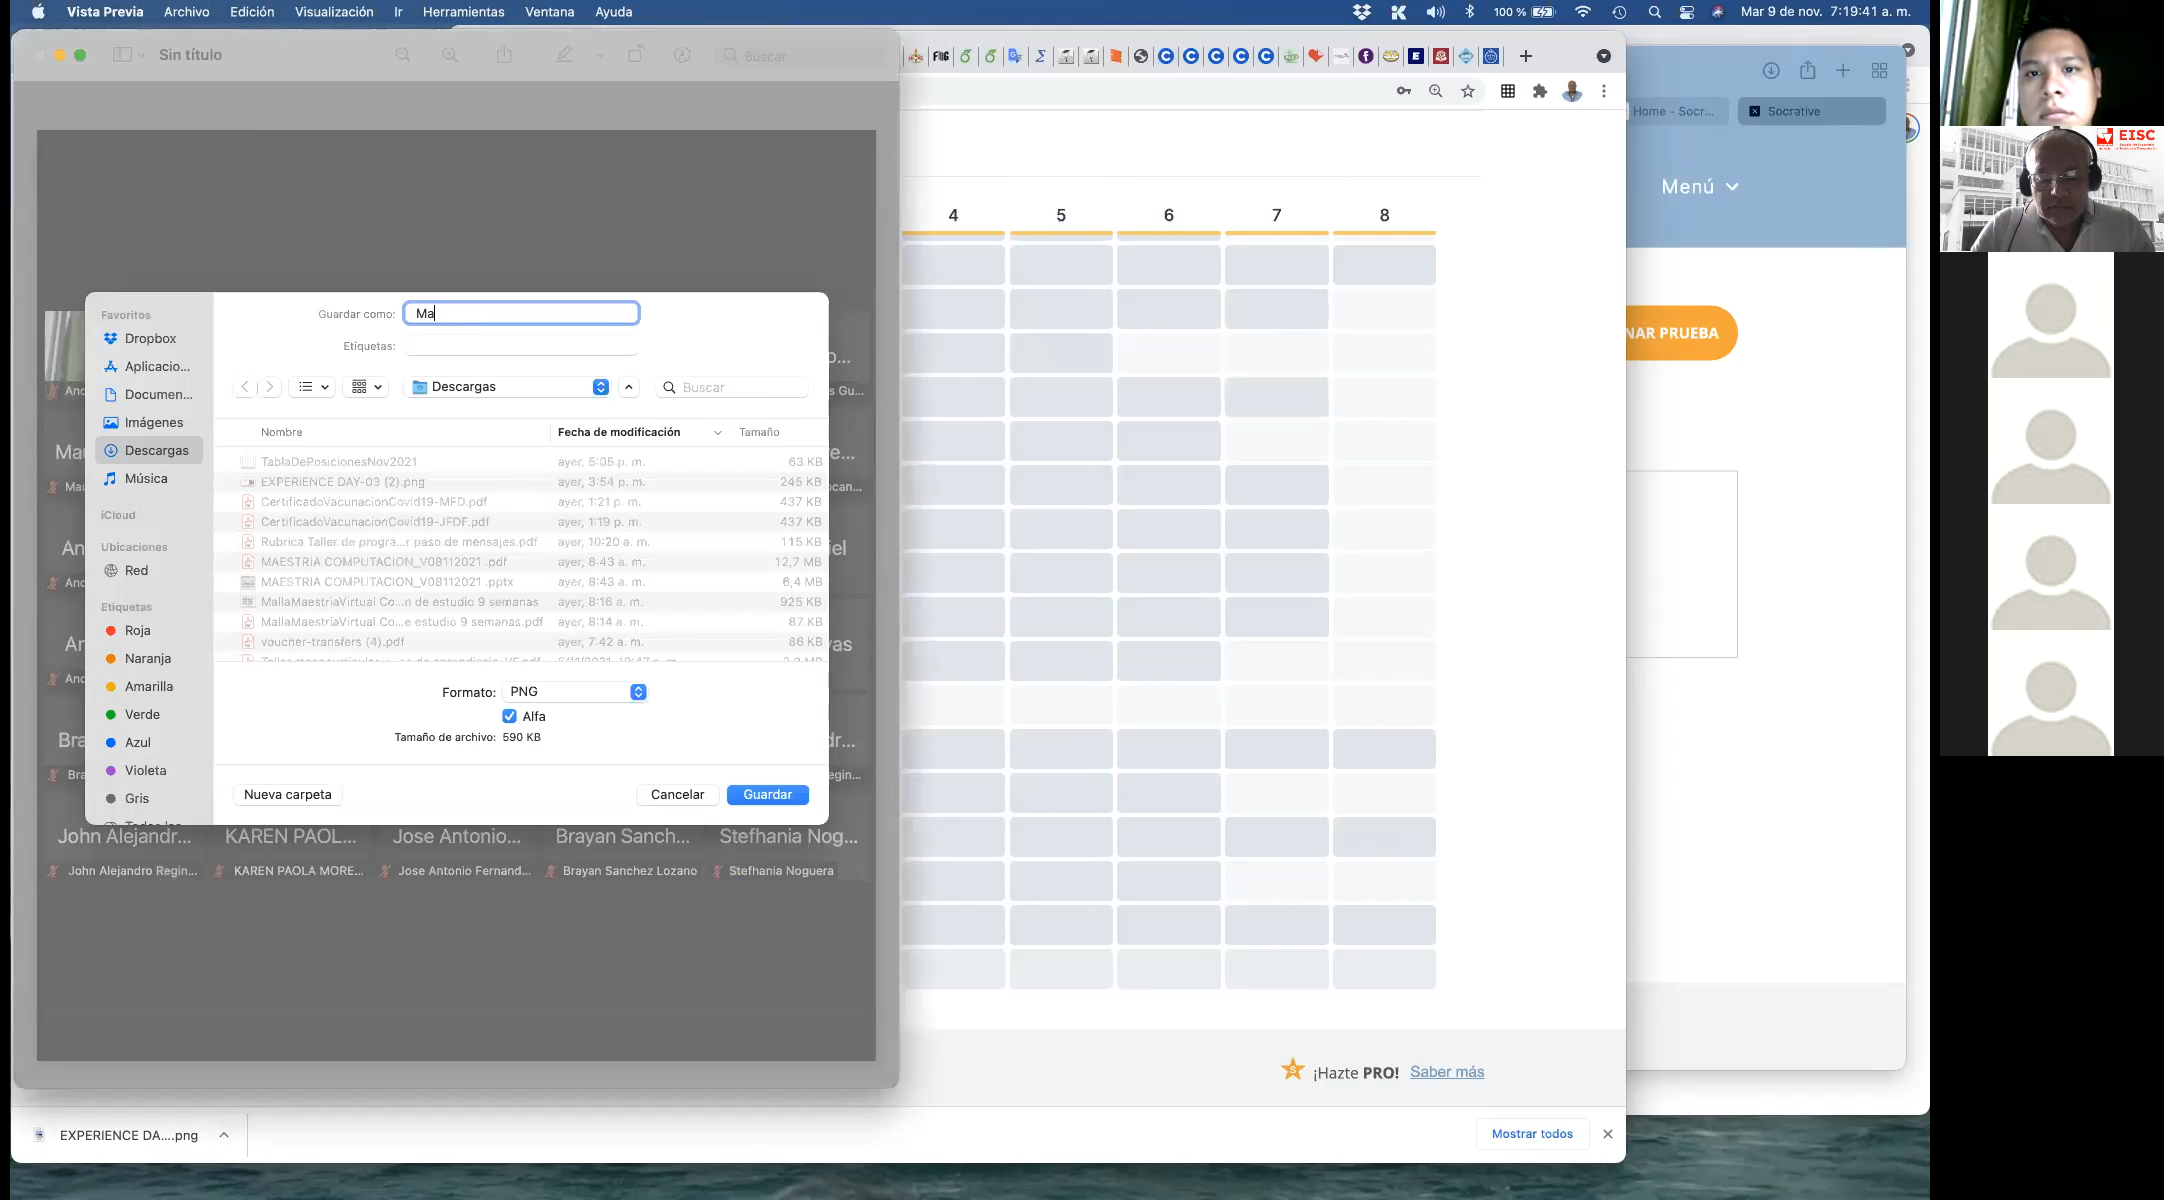 Vista Previa Archivo Edición Visualización Ir Herramientas Ventana Ayuda 100 % Mar 9 de nov. 7:19:41 a. m.
Sin título Buscar
Home - Socr... Socrative
EISC
Menú
4 5 6 7 8
NAR PRUEBA
Favoritos
Dropbox
Aplicacio...
Documen...
Imágenes
Descargas
Música
iCloud
Ubicaciones
Red
Etiquetas
Roja
Naranja
Amarilla
Verde
Azul
Violeta
Gris
Guardar como: Ma
Etiquetas:
Descargas Buscar
Nombre Fecha de modificación Tamaño
TablaDePosicionesNov2021 ayer, 5:05 p. m. 63 KB
EXPERIENCE DAY-03 (2).png ayer, 3:54 p. m. 245 KB
CertificadoVacunacionCovid19-MFD.pdf ayer, 1:21 p. m. 437 KB
CertificadoVacunacionCovid19-JFDF.pdf ayer, 1:19 p. m. 437 KB
Rubrica Taller de progra...r paso de mensajes.pdf ayer, 10:20 a. m. 115 KB
MAESTRIA COMPUTACION_V08112021 .pdf ayer, 8:43 a. m. 12,7 MB
MAESTRIA COMPUTACION_V08112021 .pptx ayer, 8:43 a. m. 6,4 MB
MallaMaestriaVirtual Co...n de estudio 9 semanas ayer, 8:16 a. m. 925 KB
MallaMaestriaVirtual Co...e estudio 9 semanas.pdf ayer, 8:14 a. m. 87 KB
voucher-transfers (4).pdf ayer, 7:42 a. m. 86 KB
Formato: PNG
Alfa
Tamaño de archivo: 590 KB
Nueva carpeta Cancelar Guardar
John Alejandr... KAREN PAOL... Jose Antonio... Brayan Sanch... Stefhania Nog...
John Alejandro Regin... KAREN PAOLA MORE... Jose Antonio Fernand... Brayan Sanchez Lozano Stefhania Noguera
¡Hazte PRO! Saber más
EXPERIENCE DA....png Mostrar todos